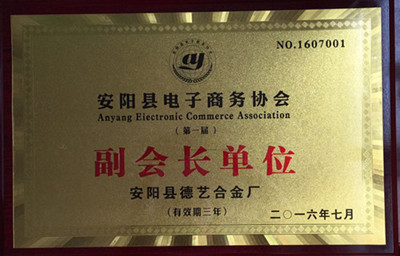 NO.1607001
安阳县电子商务协会
Anyang Eiectronic Commerce Association
（第一届）
副会长单位
安阳县德艺合金厂
（有效期三年）
二〇一六年七月